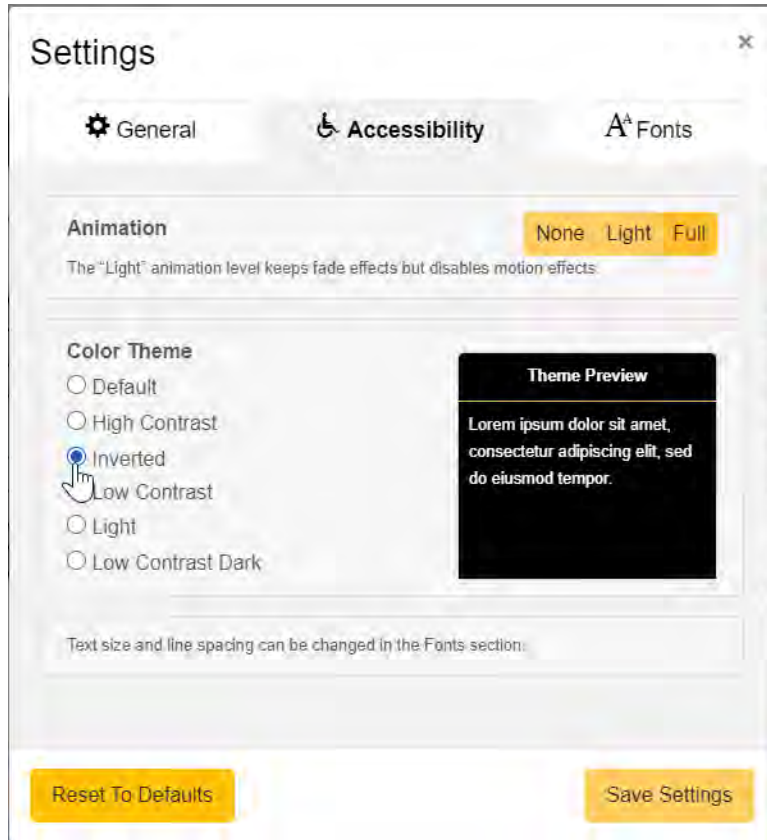 Settings
×
General Accessibility Fonts
Animation
None Light Full
The "Light" animation level keeps fade effects but disables motion effects.
Color Theme
Default
High Contrast
Inverted
Low Contrast
Light
Low Contrast Dark
Theme Preview
Lorem ipsum dolor sit amet,
consectetur adipiscing elit, sed
do eiusmod tempor.
Text size and line spacing can be changed in the Fonts section.
Reset To Defaults Save Settings